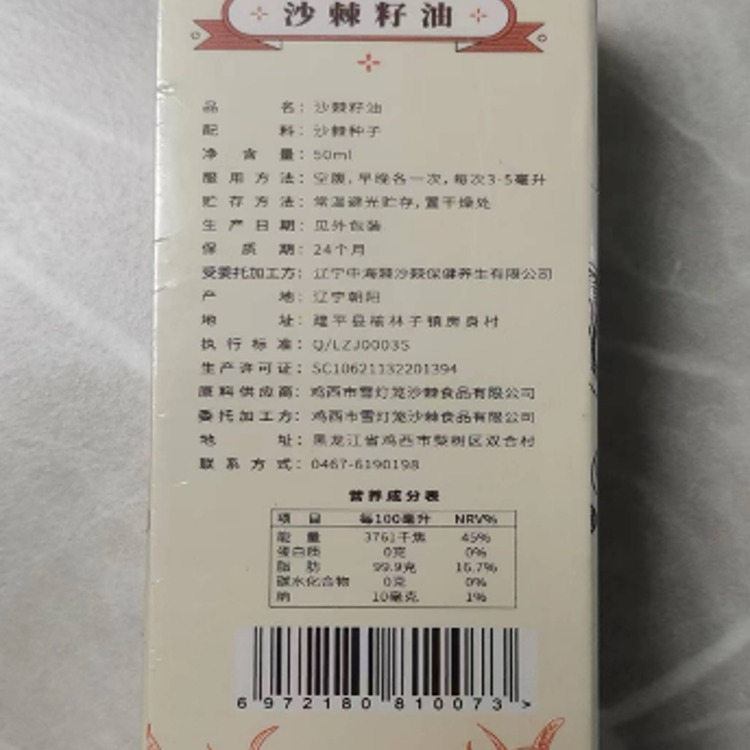 沙棘籽油
品名：沙棘籽油
配料：沙棘种子
净含量：50ml
服用方法：空腹，早晚各一次，每次3-5毫升
贮存方法：常温避光贮存，置干燥处
生产日期：见外包装
保质期：24个月
受委托加工方：辽宁中海棘沙棘保健养生有限公司
产地：辽宁朝阳
地址：建平县榆林子镇房身村
执行标准：Q/LZJ0003S
生产许可证：SC10621132201394
原料供应商：鸡西市雪灯笼沙棘食品有限公司
委托加工方：鸡西市雪灯笼沙棘食品有限公司
地址：黑龙江省鸡西市梨树区双合村
联系方式：0467-6190198
营养成分表
项目 每100毫升 NRV%
能量 3761千焦 45%
蛋白质 0克 0%
脂肪 99.9克 16.7%
碳水化合物 0克 0%
钠 10毫克 1%
6 972180 810073 >